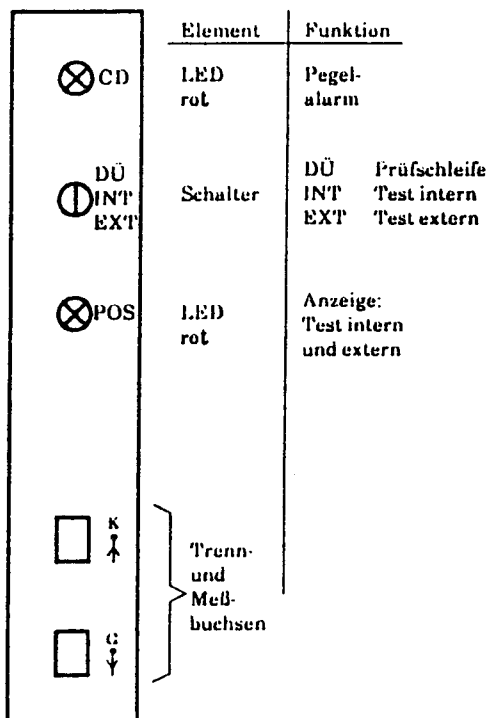 Element Funktion
CD LED Pegel-
rot alarm
DÜ DÜ Prüfschleife
INT Schalter INT Test intern
EXT EXT Test extern
POS LED Anzeige:
rot Test intern
und extern
K
Trenn-
und
Meß-
buchsen
G